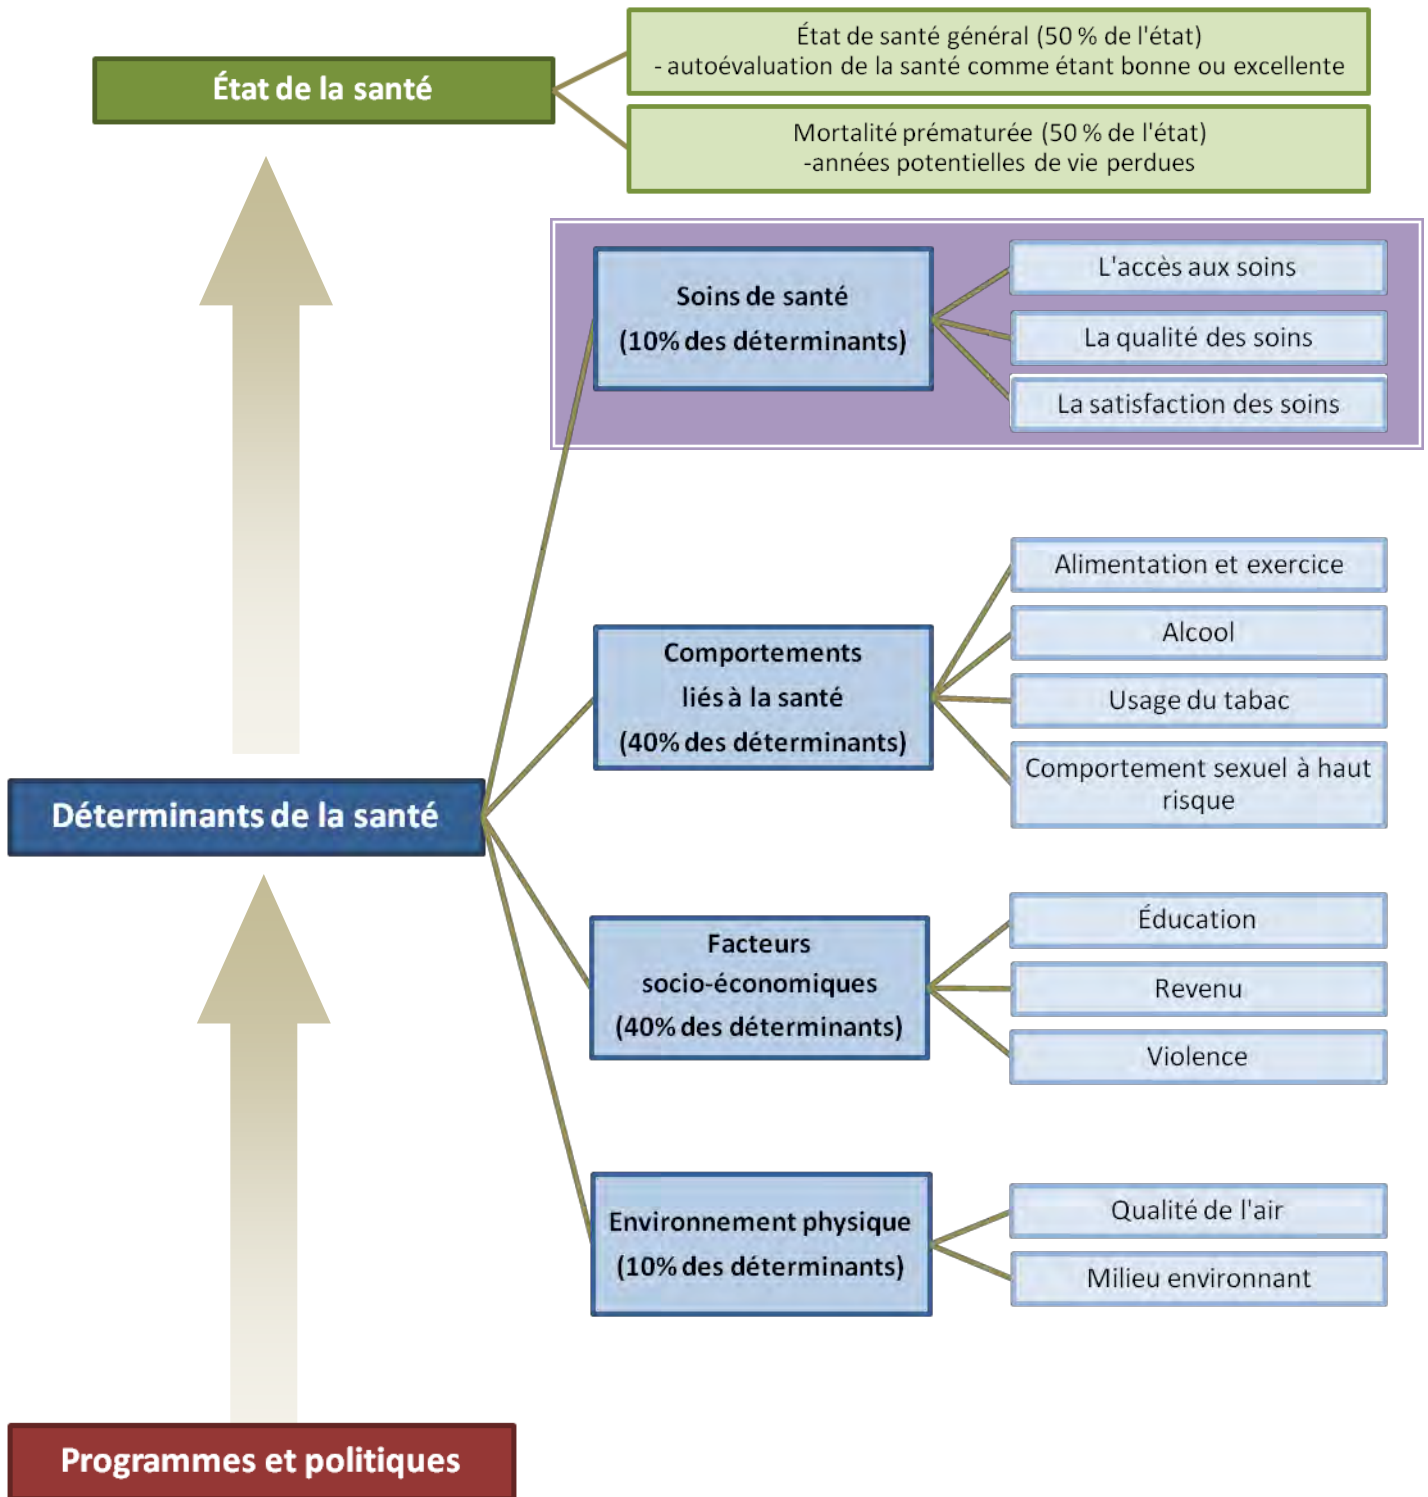 État de la santé
État de santé général (50 % de l'état)
- autoévaluation de la santé comme étant bonne ou excellente
Mortalité prématurée (50 % de l'état)
-années potentielles de vie perdues
Soins de santé
(10% des déterminants)
L'accès aux soins
La qualité des soins
La satisfaction des soins
Déterminants de la santé
Comportements
liés à la santé
(40% des déterminants)
Alimentation et exercice
Alcool
Usage du tabac
Comportement sexuel à haut
risque
Facteurs
socio-économiques
(40% des déterminants)
Éducation
Revenu
Violence
Environnement physique
(10% des déterminants)
Qualité de l'air
Milieu environnant
Programmes et politiques